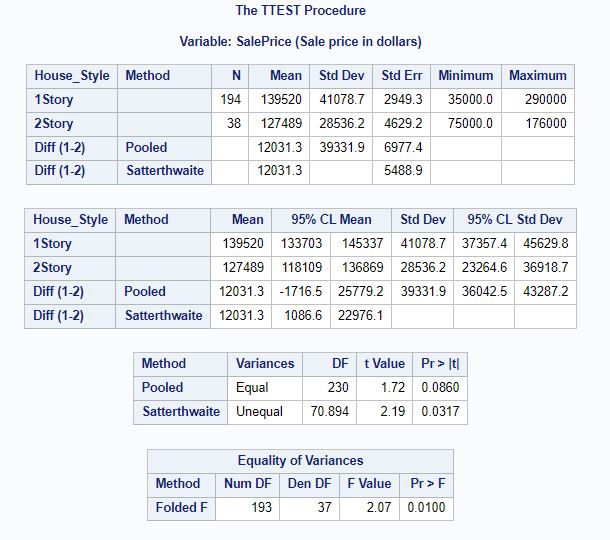 The TTEST Procedure
Variable: SalePrice (Sale price in dollars)
House_Style Method N Mean Std Dev Std Err Minimum Maximum
1Story 194 139520 41078.7 2949.3 35000.0 290000
2Story 38 127489 28536.2 4629.2 75000.0 176000
Diff (1-2) Pooled 12031.3 39331.9 6977.4
Diff (1-2) Satterthwaite 12031.3 5488.9
House_Style Method Mean 95% CL Mean Std Dev 95% CL Std Dev
1Story 139520 133703 145337 41078.7 37357.4 45629.8
2Story 127489 118109 136869 28536.2 23264.6 36918.7
Diff (1-2) Pooled 12031.3 -1716.5 25779.2 39331.9 36042.5 43287.2
Diff (1-2) Satterthwaite 12031.3 1086.6 22976.1
Method Variances DF t Value Pr > |t|
Pooled Equal 230 1.72 0.0860
Satterthwaite Unequal 70.894 2.19 0.0317
Equality of Variances
Method Num DF Den DF F Value Pr > F
Folded F 193 37 2.07 0.0100